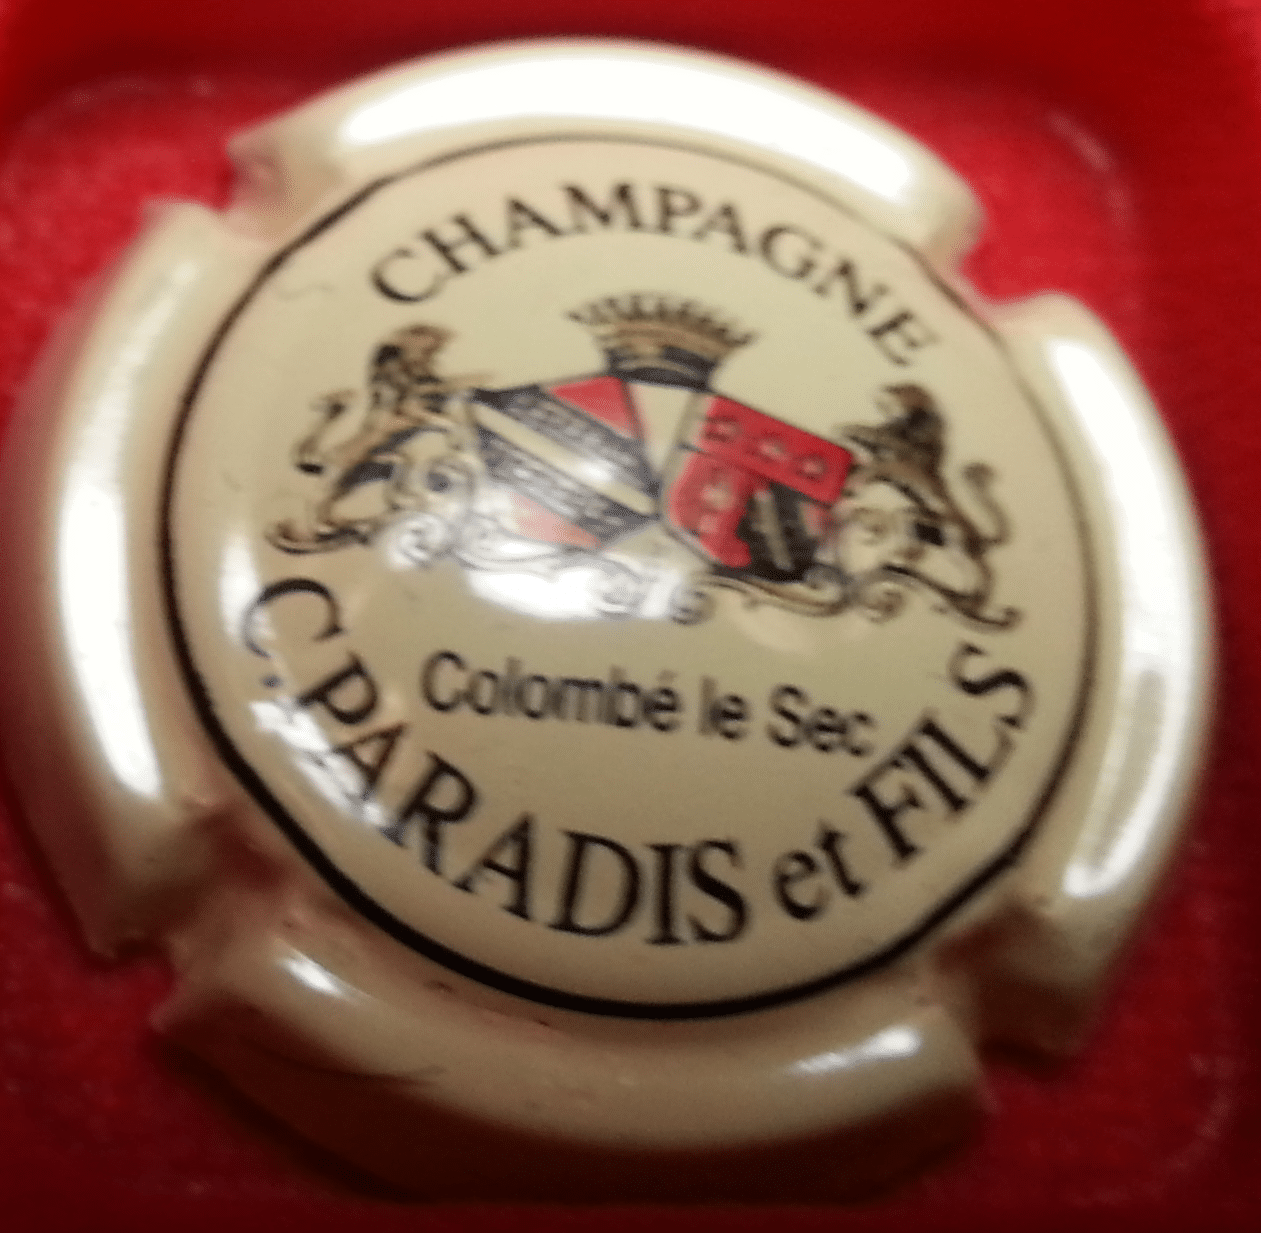 CHAMPAGNE
Colombé le Sec
C. PARADIS et FILS